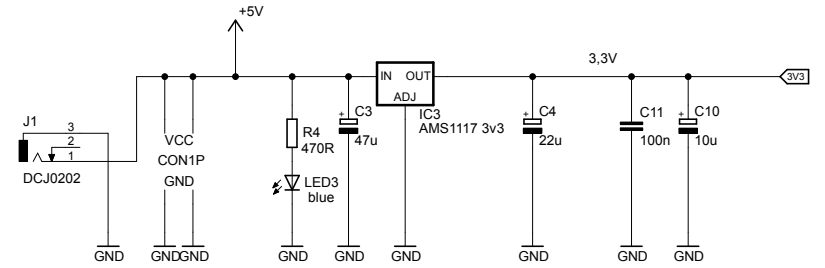 +5V
3,3V
3V3
IN OUT
ADJ
IC3
AMS1117 3v3
J1
3
2
1
DCJ0202
VCC
CON1P
GND
R4
470R
LED3
blue
+
C3
47u
+
C4
22u
C11
100n
+
C10
10u
GND
GND
GND
GND
GND
GND
GND
GND
GND